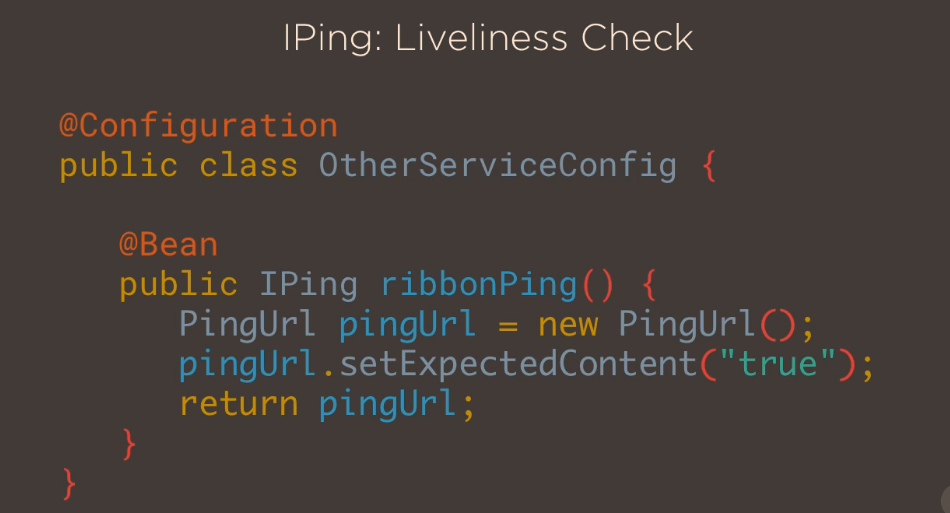 IPing: Liveliness Check
@Configuration
public class OtherServiceConfig {
@Bean
public IPing ribbonPing() {
PingUrl pingUrl = new PingUrl();
pingUrl.setExpectedContent("true");
return pingUrl;
}
}